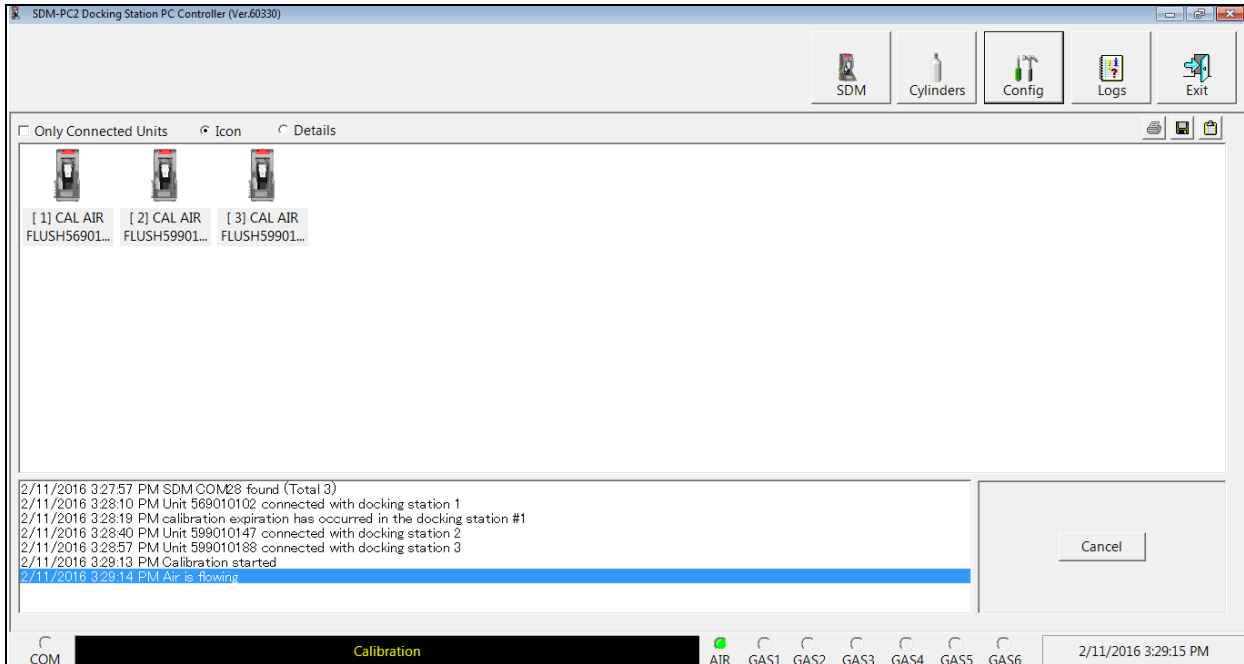 SDM-PC2 Docking Station PC Controller (Ver.60330)
SDM Cylinders Config Logs Exit
Only Connected Units Icon Details
[ 1] CAL AIR [ 2] CAL AIR [ 3] CAL AIR
FLUSH56901... FLUSH59901... FLUSH59901...
2/11/2016 3:27:57 PM SDM COM28 found (Total 3)
2/11/2016 3:28:10 PM Unit 569010102 connected with docking station 1
2/11/2016 3:28:19 PM calibration expiration has occurred in the docking station #1
2/11/2016 3:28:40 PM Unit 599010147 connected with docking station 2
2/11/2016 3:28:57 PM Unit 599010188 connected with docking station 3
2/11/2016 3:29:13 PM Calibration started
2/11/2016 3:29:14 PM Air is flowing
Cancel
COM Calibration AIR GAS1 GAS2 GAS3 GAS4 GAS5 GAS6 2/11/2016 3:29:15 PM